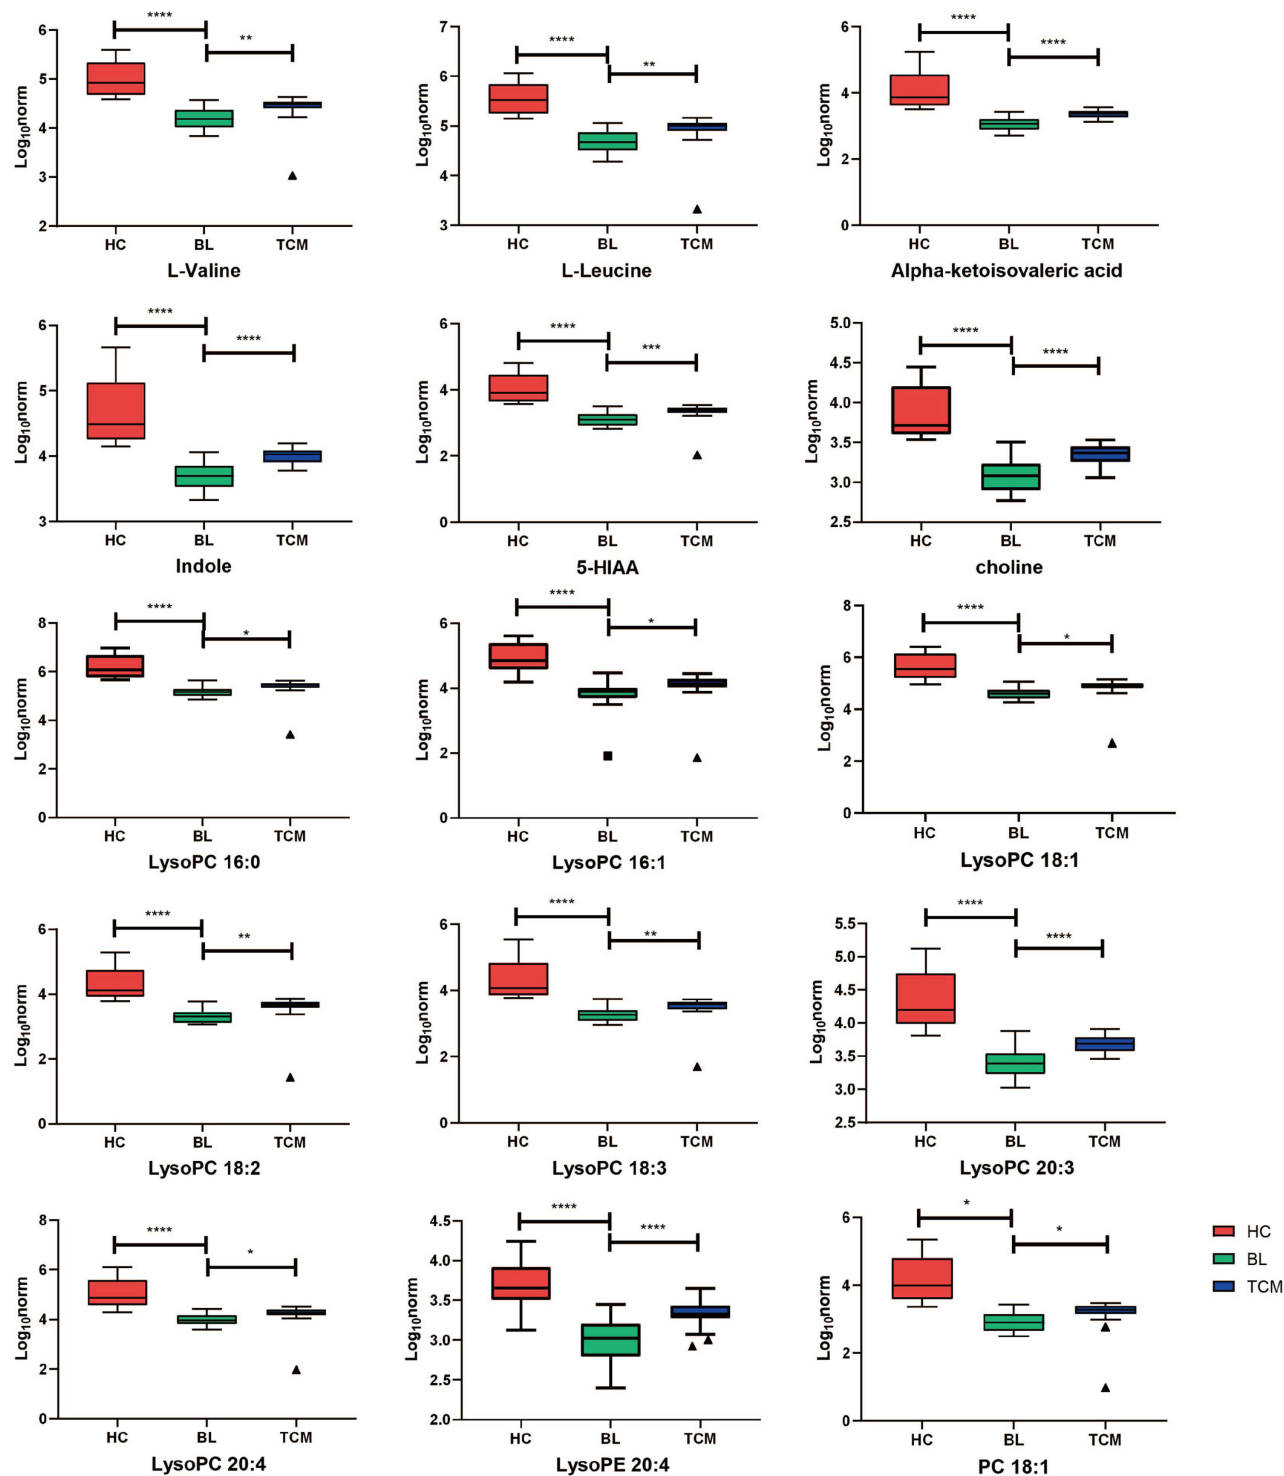 Log10norm
6
5
4
3
2
****
**
HC BL TCM
L-Valine
Log10norm
7
6
5
4
3
****
**
HC BL TCM
L-Leucine
Log10norm
6
4
2
0
****
****
HC BL TCM
Alpha-ketoisovaleric acid
Log10norm
6
5
4
3
****
****
HC BL TCM
Indole
Log10norm
6
4
2
0
****
***
HC BL TCM
5-HIAA
Log10norm
5.0
4.5
4.0
3.5
3.0
2.5
****
****
HC BL TCM
choline
Log10norm
8
6
4
2
0
****
*
HC BL TCM
LysoPC 16:0
Log10norm
6
4
2
0
****
*
HC BL TCM
LysoPC 16:1
Log10norm
8
6
4
2
0
****
*
HC BL TCM
LysoPC 18:1
Log10norm
6
4
2
0
****
**
HC BL TCM
LysoPC 18:2
Log10norm
6
4
2
0
****
**
HC BL TCM
LysoPC 18:3
Log10norm
5.5
5.0
4.5
4.0
3.5
3.0
2.5
****
****
HC BL TCM
LysoPC 20:3
Log10norm
8
6
4
2
0
****
*
HC BL TCM
LysoPC 20:4
Log10norm
4.5
4.0
3.5
3.0
2.5
2.0
****
****
HC BL TCM
LysoPE 20:4
Log10norm
6
4
2
0
*
*
HC BL TCM
PC 18:1
HC
BL
TCM